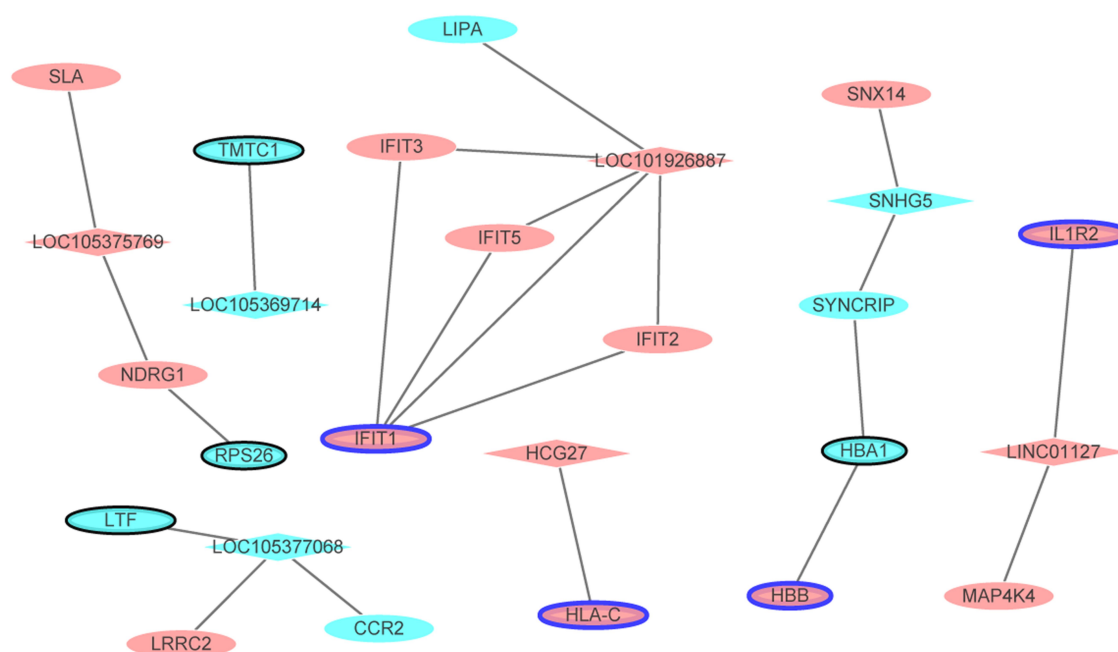 LIPA
SLA
SNX14
TMTC1
IFIT3
LOC101926887
SNHG5
LOC105375769
IFIT5
IL1R2
LOC105369714
SYNCRIP
IFIT2
NDRG1
IFIT1
RPS26
HCG27
HBA1
LINC01127
LTF
LOC105377068
HBB
MAP4K4
HLA-C
CCR2
LRRC2